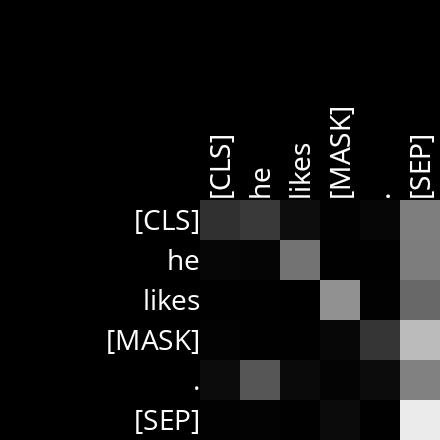 [CLS]
he
likes
[MASK]
.
[SEP]
[CLS]
he
likes
[MASK]
.
[SEP]